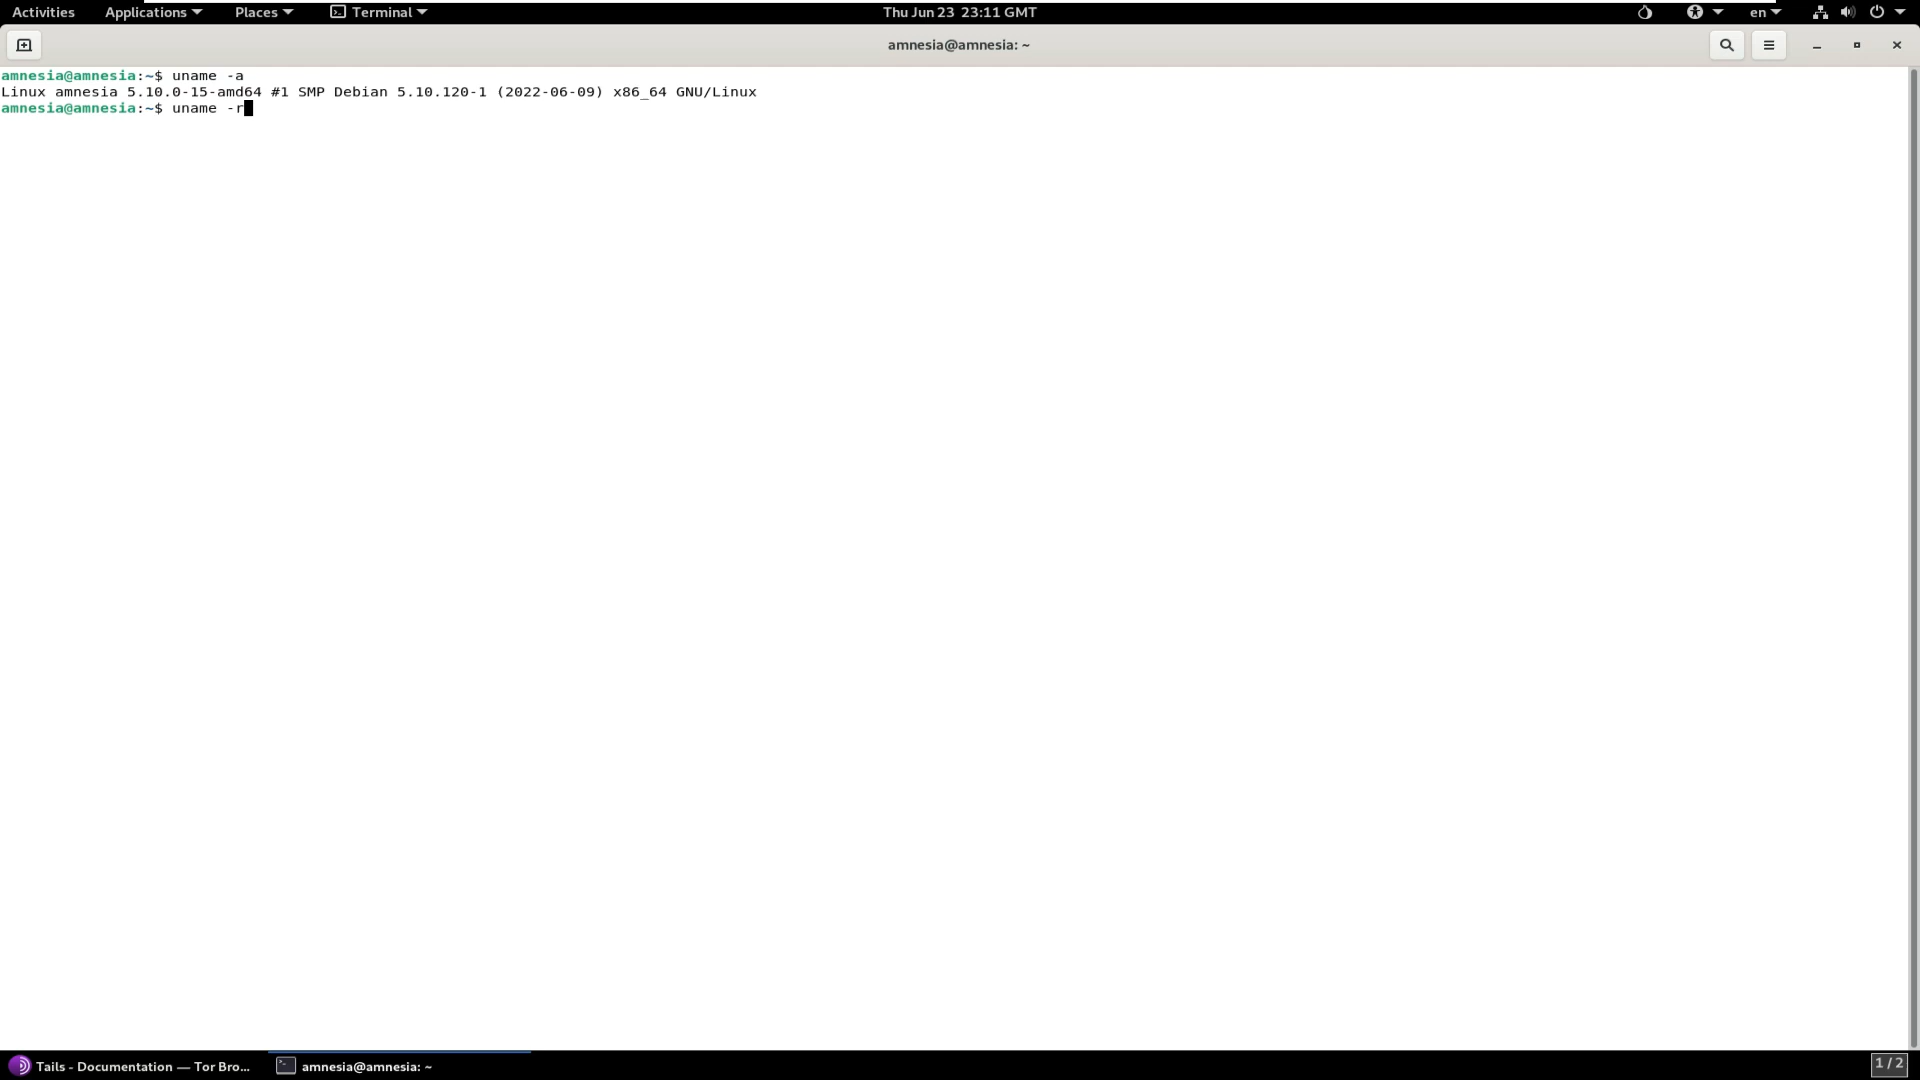 Activities Applications Places Terminal Thu Jun 23 23:11 GMT en
amnesia@amnesia: ~
amnesia@amnesia:~$ uname -a
Linux amnesia 5.10.0-15-amd64 #1 SMP Debian 5.10.120-1 (2022-06-09) x86_64 GNU/Linux
amnesia@amnesia:~$ uname -r
Tails - Documentation — Tor Bro... amnesia@amnesia: ~ 1 / 2